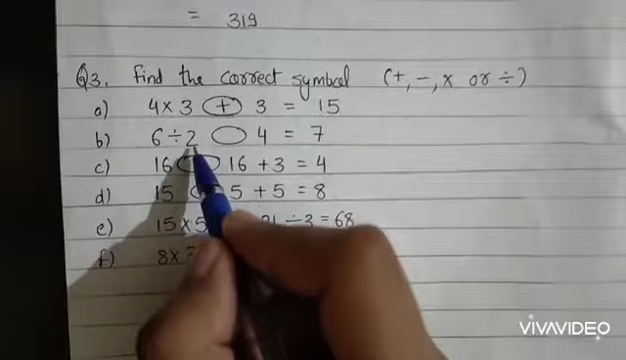 = 319
Q3. Find the correct symbol (+, -, x or ÷)
a) 4 x 3 + 3 = 15
b) 6 ÷ 2 4 = 7
c) 16 16 + 3 = 4
d) 15 5 + 5 = 8
e) 15 x 5 21 ÷ 3 = 68
f) 8 x
VIVAVIDEO